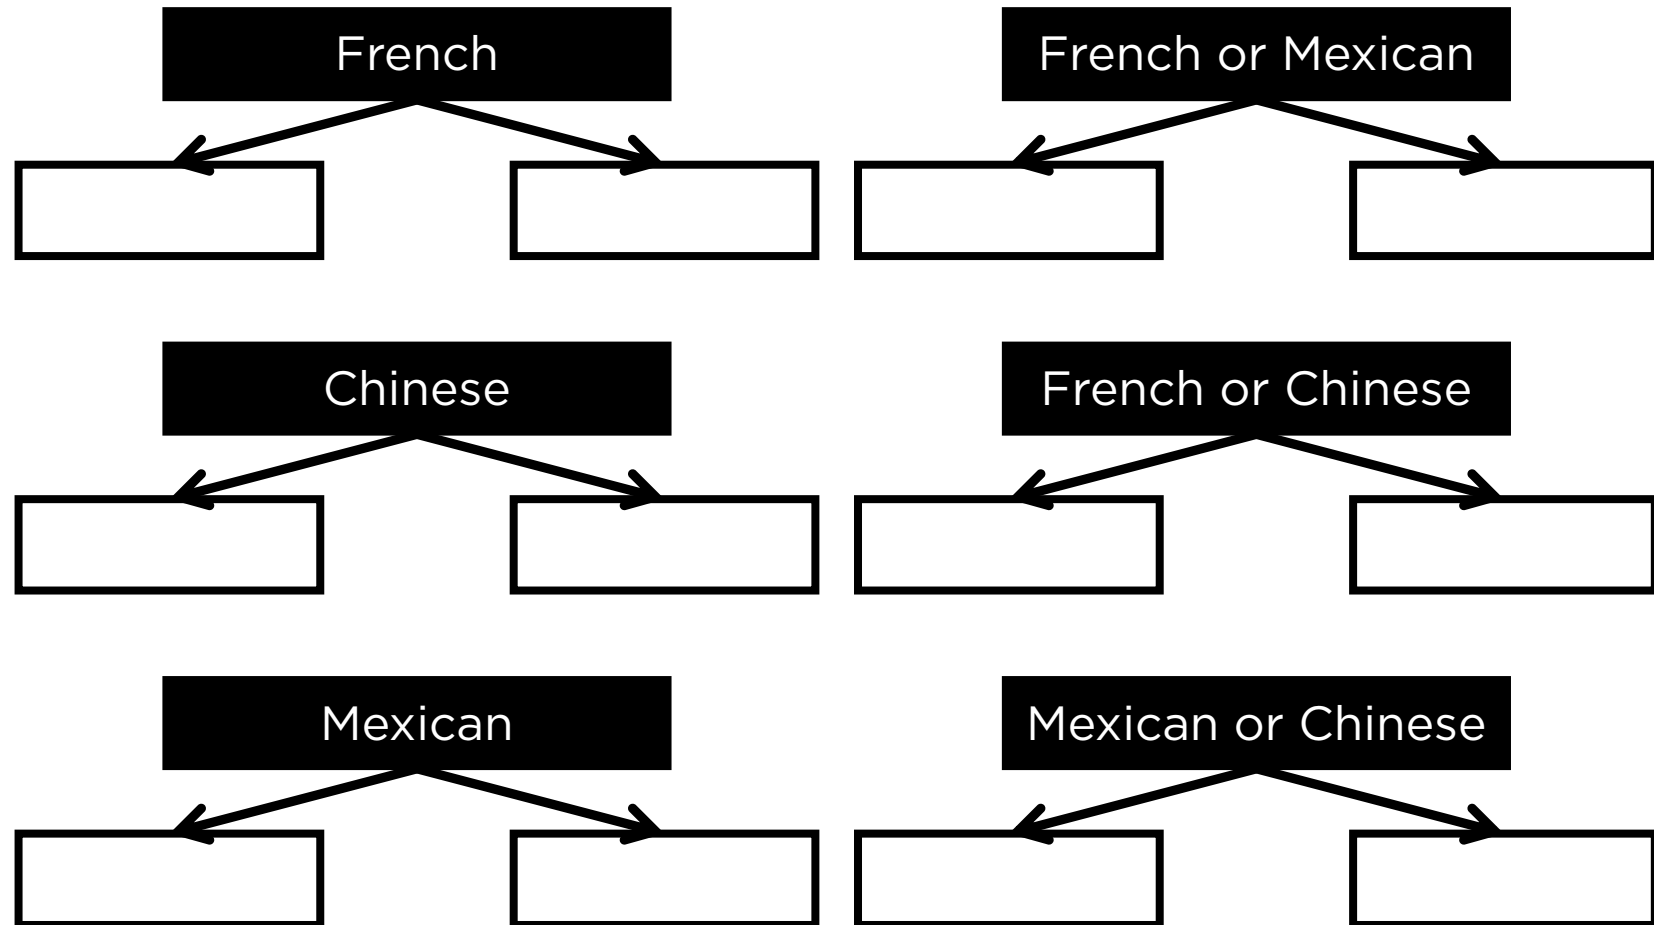 French
French or Mexican
Chinese
French or Chinese
Mexican
Mexican or Chinese